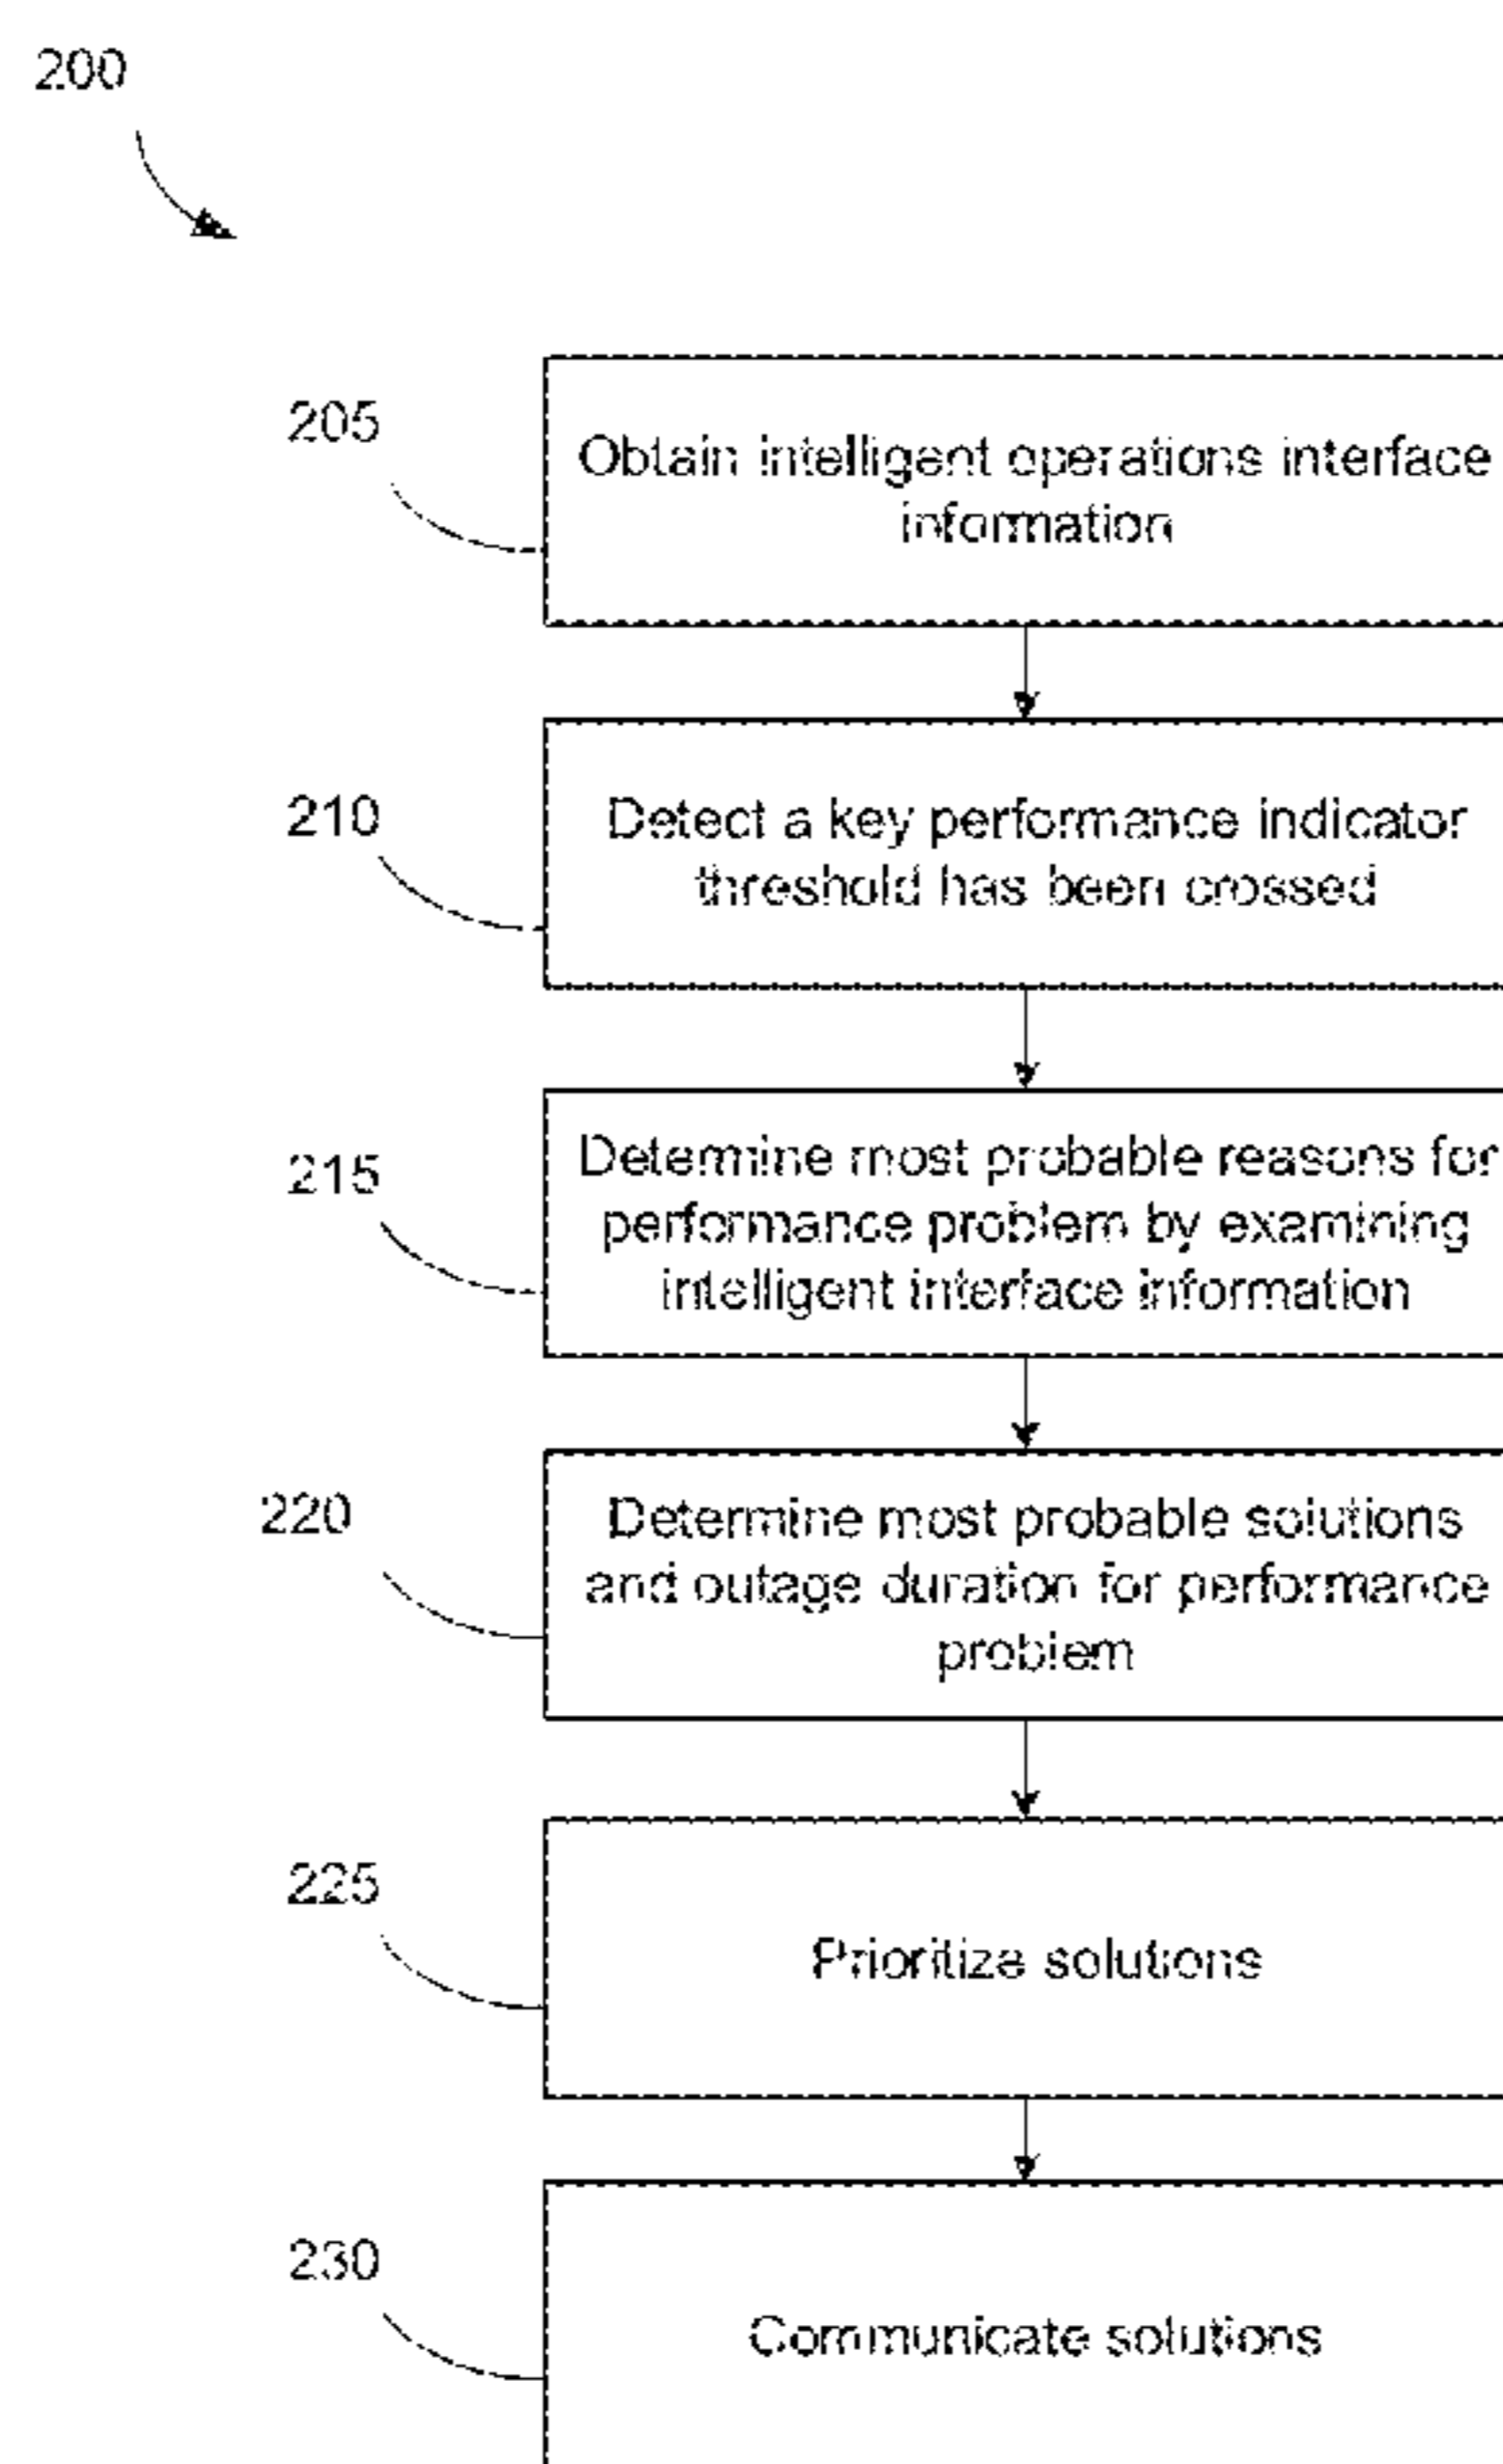 200
205
Obtain intelligent operations interface
information
210
Detect a key performance indicator
threshold has been crossed
215
Determine most probable reasons for
performance problem by examining
intelligent interface information
220
Determine most probable solutions
and outage duration for performance
problem
225
Prioritize solutions
230
Communicate solutions